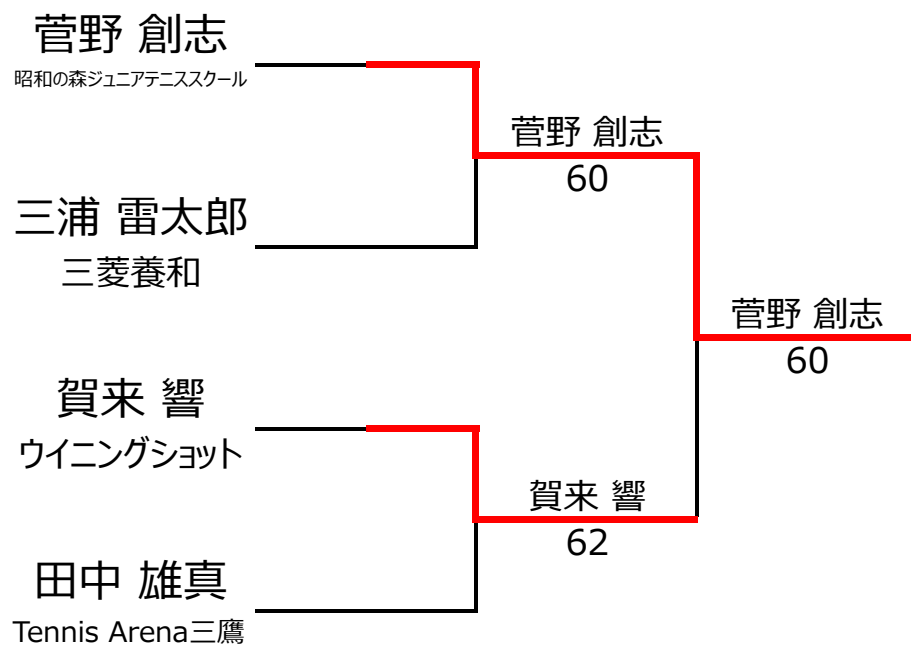 菅野 創志
昭和の森ジュニアテニススクール
菅野 創志
60
三浦 雷太郎
三菱養和
菅野 創志
60
賀来 響
ウイニングショット
賀来 響
62
田中 雄真
Tennis Arena三鷹